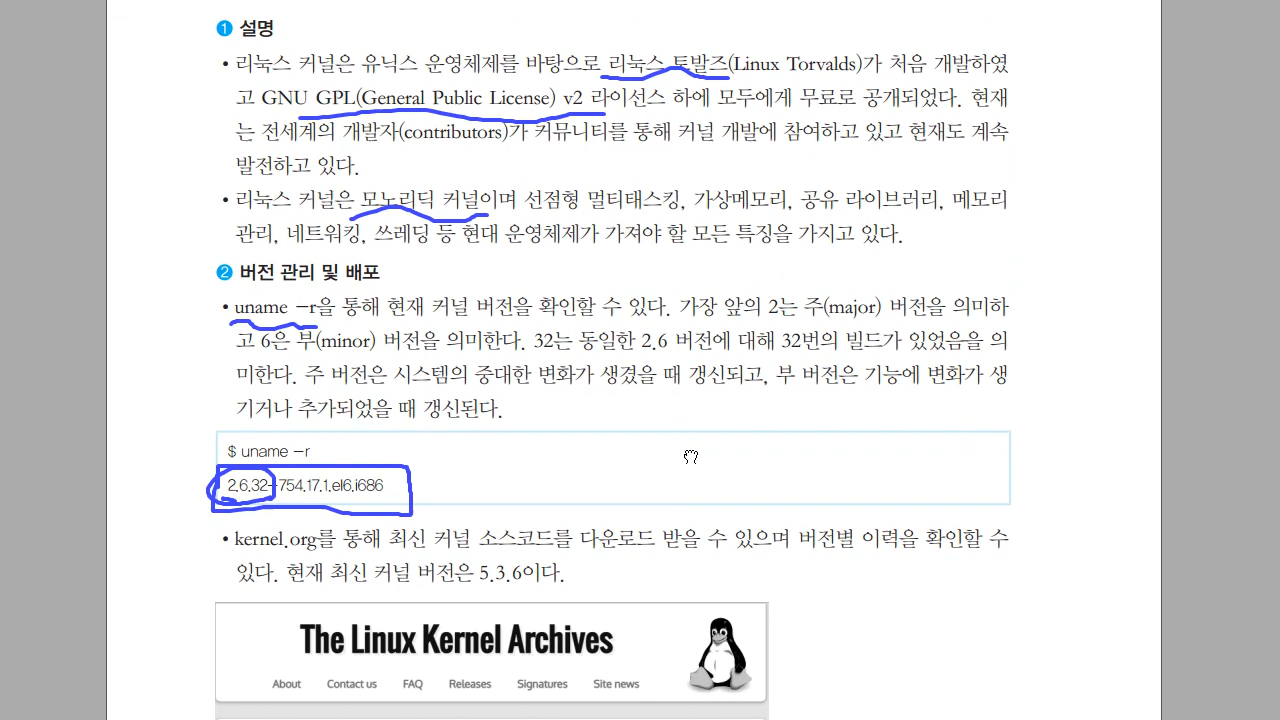 ❶ 설명
• 리눅스 커널은 유닉스 운영체제를 바탕으로 리눅스 토발즈(Linux Torvalds)가 처음 개발하였
고 GNU GPL(General Public License) v2 라이선스 하에 모두에게 무료로 공개되었다. 현재
는 전세계의 개발자(contributors)가 커뮤니티를 통해 커널 개발에 참여하고 있고 현재도 계속
발전하고 있다.
• 리눅스 커널은 모노리딕 커널이며 선점형 멀티태스킹, 가상메모리, 공유 라이브러리, 메모리
관리, 네트워킹, 쓰레딩 등 현대 운영체제가 가져야 할 모든 특징을 가지고 있다.
❷ 버전 관리 및 배포
• uname –r을 통해 현재 커널 버전을 확인할 수 있다. 가장 앞의 2는 주(major) 버전을 의미하
고 6은 부(minor) 버전을 의미한다. 32는 동일한 2.6 버전에 대해 32번의 빌드가 있었음을 의
미한다. 주 버전은 시스템의 중대한 변화가 생겼을 때 갱신되고, 부 버전은 기능에 변화가 생
기거나 추가되었을 때 갱신된다.
$ uname –r
2.6.32-754.17.1.el6.i686
• kernel.org를 통해 최신 커널 소스코드를 다운로드 받을 수 있으며 버전별 이력을 확인할 수
있다. 현재 최신 커널 버전은 5.3.6이다.
The Linux Kernel Archives
About Contact us FAQ Releases Signatures Site news